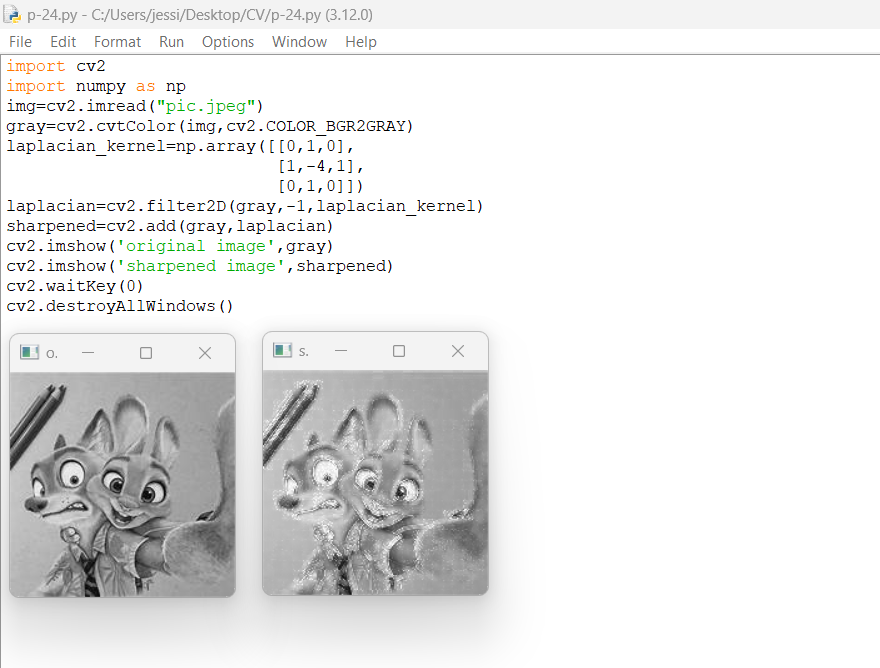 p-24.py - C:/Users/jessi/Desktop/CV/p-24.py (3.12.0)
File Edit Format Run Options Window Help
import cv2
import numpy as np
img=cv2.imread("pic.jpeg")
gray=cv2.cvtColor(img,cv2.COLOR_BGR2GRAY)
laplacian_kernel=np.array([[0,1,0],
[1,-4,1],
[0,1,0]])
laplacian=cv2.filter2D(gray,-1,laplacian_kernel)
sharpened=cv2.add(gray,laplacian)
cv2.imshow('original image',gray)
cv2.imshow('sharpened image',sharpened)
cv2.waitKey(0)
cv2.destroyAllWindows()
o.
s.